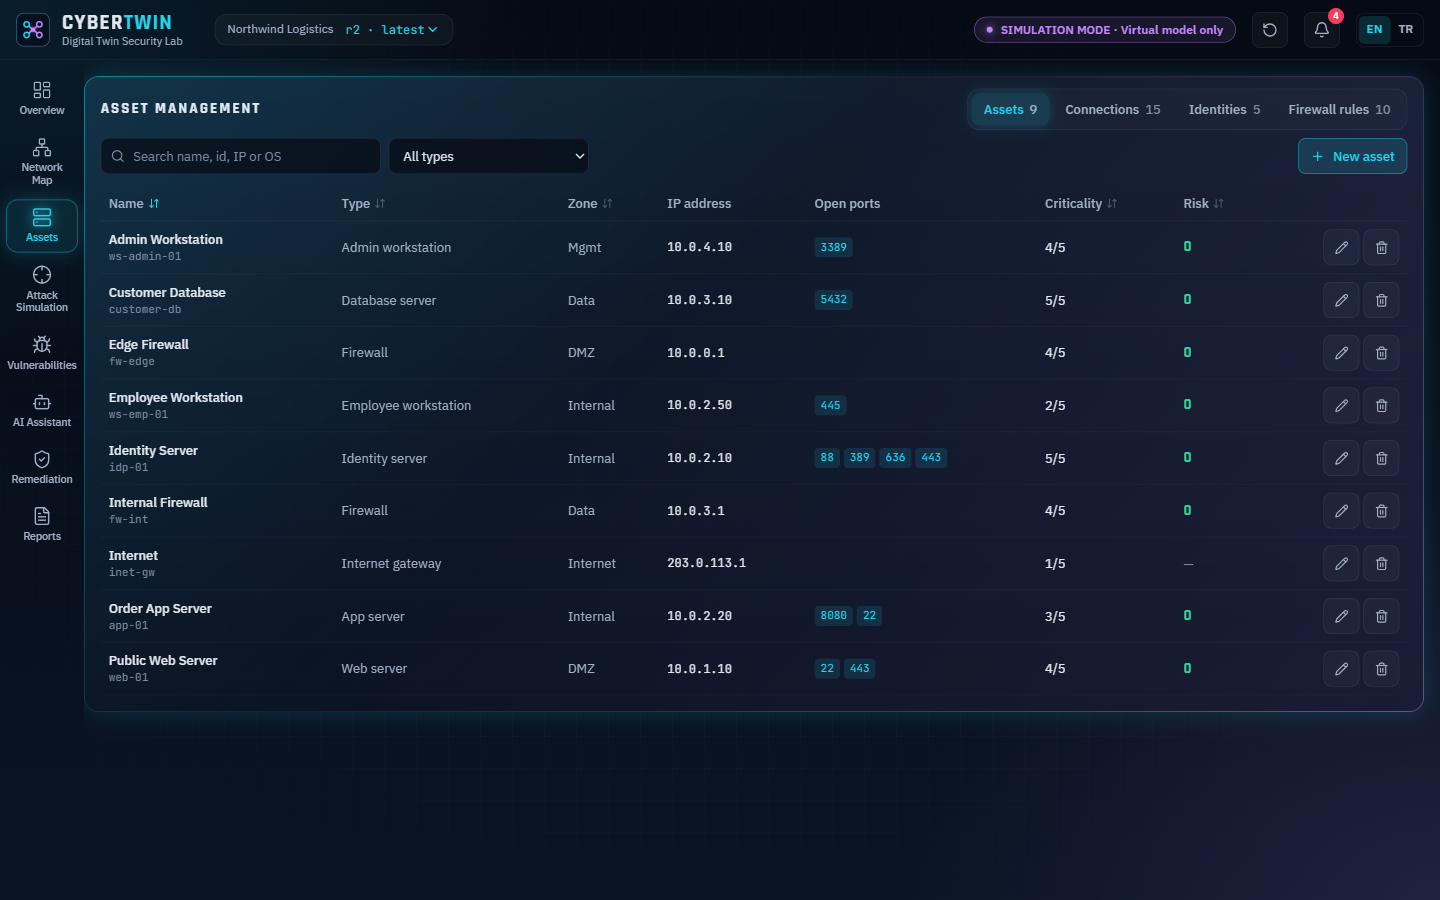 CYBERTWIN
Digital Twin Security Lab
Northwind Logistics r2 · latest
SIMULATION MODE · Virtual model only
4
EN TR
Overview
Network
Map
Assets
Attack
Simulation
Vulnerabilities
AI Assistant
Remediation
Reports
ASSET MANAGEMENT
Assets 9 Connections 15 Identities 5 Firewall rules 10
Search name, id, IP or OS All types + New asset
Name Type Zone IP address Open ports Criticality Risk
Admin Workstation
ws-admin-01
Admin workstation Mgmt 10.0.4.10 3389 4/5 0
Customer Database
customer-db
Database server Data 10.0.3.10 5432 5/5 0
Edge Firewall
fw-edge
Firewall DMZ 10.0.0.1 4/5 0
Employee Workstation
ws-emp-01
Employee workstation Internal 10.0.2.50 445 2/5 0
Identity Server
idp-01
Identity server Internal 10.0.2.10 88 389 636 443 5/5 0
Internal Firewall
fw-int
Firewall Data 10.0.3.1 4/5 0
Internet
inet-gw
Internet gateway Internet 203.0.113.1 1/5 —
Order App Server
app-01
App server Internal 10.0.2.20 8080 22 3/5 0
Public Web Server
web-01
Web server DMZ 10.0.1.10 22 443 4/5 0